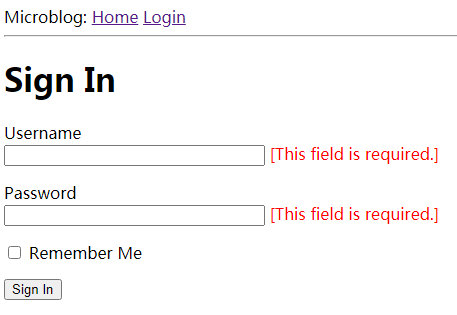 Microblog: Home Login
Sign In
Username
[This field is required.]
Password
[This field is required.]
Remember Me
Sign In